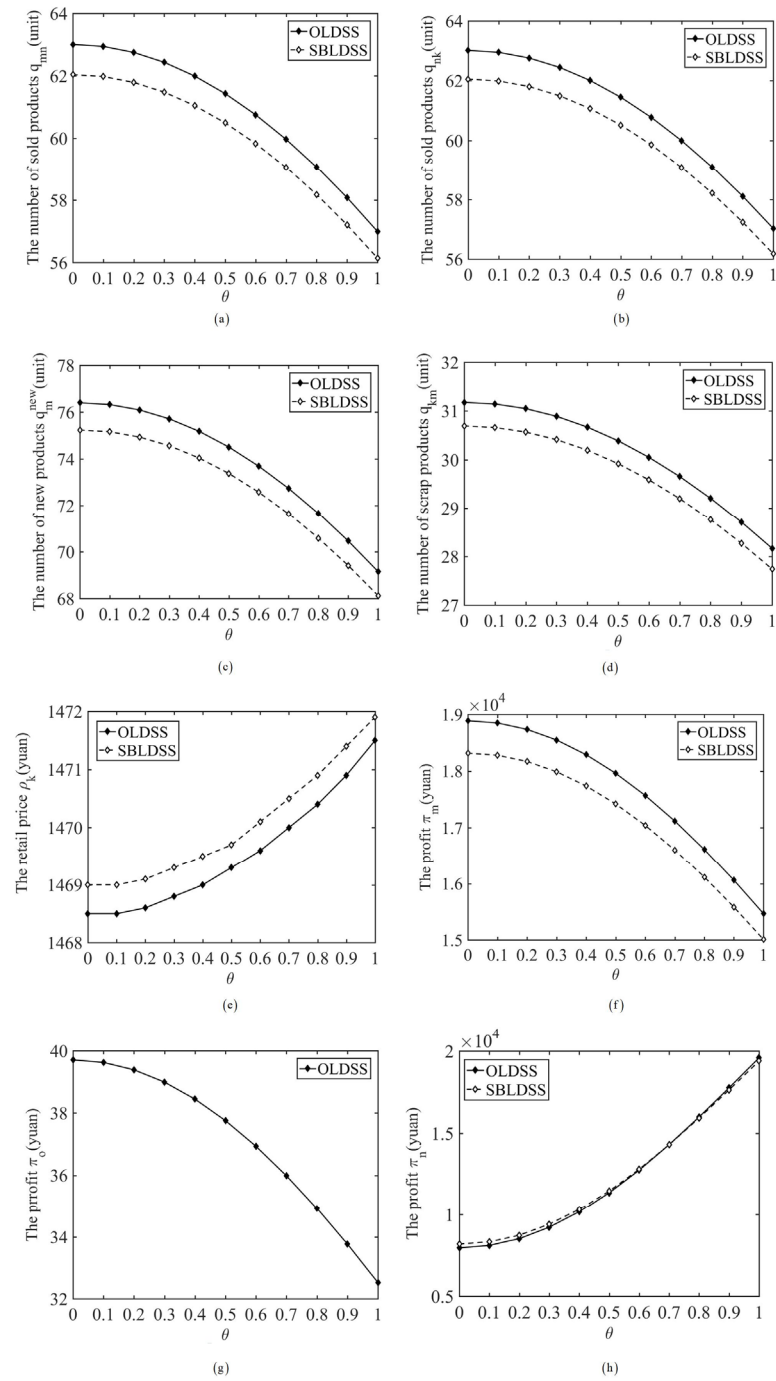 The number of sold products q_mn(unit)
64
62
60
58
56
OLDSS
SBLDSS
0 0.1 0.2 0.3 0.4 0.5 0.6 0.7 0.8 0.9 1
θ
(a)
The number of sold products q_nk(unit)
64
62
60
58
56
OLDSS
SBLDSS
0 0.1 0.2 0.3 0.4 0.5 0.6 0.7 0.8 0.9 1
θ
(b)
The number of new products q_m^new(unit)
78
76
74
72
70
68
OLDSS
SBLDSS
0 0.1 0.2 0.3 0.4 0.5 0.6 0.7 0.8 0.9 1
θ
(c)
The number of scrap products q_km(unit)
32
31
30
29
28
27
OLDSS
SBLDSS
0 0.1 0.2 0.3 0.4 0.5 0.6 0.7 0.8 0.9 1
θ
(d)
The retail price ρ_k(yuan)
1472
1471
1470
1469
1468
OLDSS
SBLDSS
0 0.1 0.2 0.3 0.4 0.5 0.6 0.7 0.8 0.9 1
θ
(e)
The profit π_m(yuan)
×10^4
1.9
1.8
1.7
1.6
1.5
OLDSS
SBLDSS
0 0.1 0.2 0.3 0.4 0.5 0.6 0.7 0.8 0.9 1
θ
(f)
The prrofit π_o(yuan)
40
38
36
34
32
OLDSS
0 0.1 0.2 0.3 0.4 0.5 0.6 0.7 0.8 0.9 1
θ
(g)
The profit π_n(yuan)
×10^4
2
1.5
1
0.5
OLDSS
SBLDSS
0 0.1 0.2 0.3 0.4 0.5 0.6 0.7 0.8 0.9 1
θ
(h)